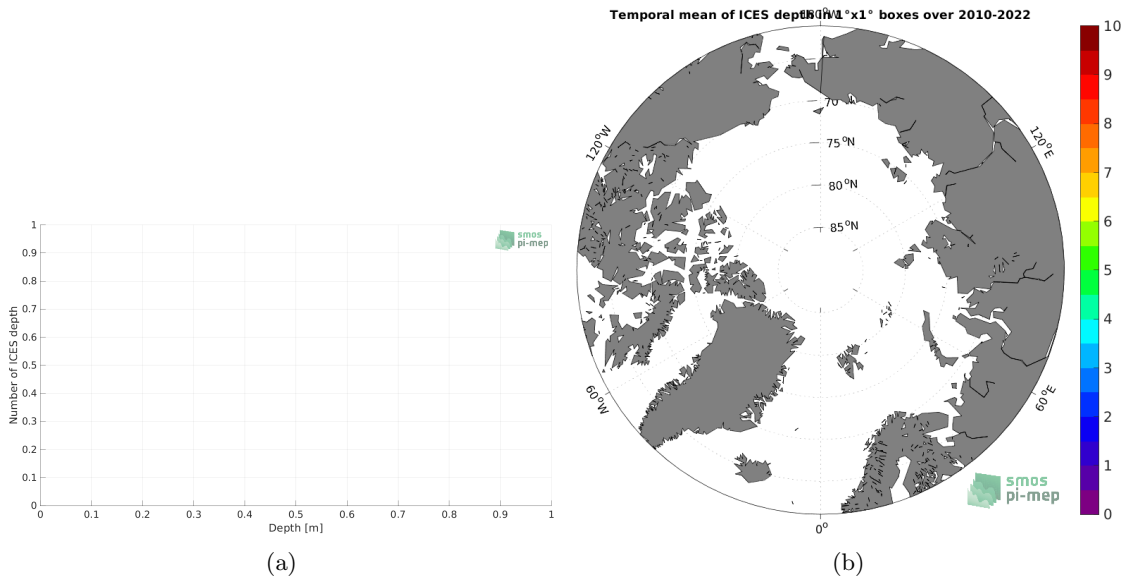 Temporal mean of ICES depth in 1°x1° boxes over 2010-2022
180°W
120°W
120°E
60°W
60°E
0°
70
75°N
80°N
85°N
10
9
8
7
6
5
4
3
2
1
0
smos
pi-mep
1
0.9
0.8
0.7
0.6
0.5
0.4
0.3
0.2
0.1
0
Number of ICES depth
0 0.1 0.2 0.3 0.4 0.5 0.6 0.7 0.8 0.9 1
Depth [m]
smos
pi-mep
(a)
(b)